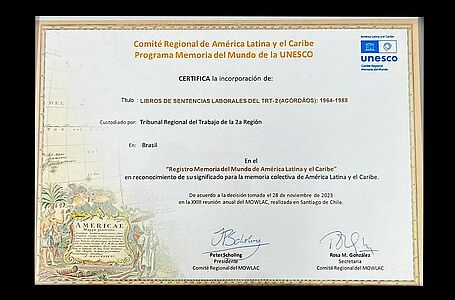 Comité Regional de América Latina y el Caribe
Programa Memoria del Mundo de la UNESCO
América Latina y el Caribe
unesco
Comité Regional
Memoria del Mundo
CERTIFICA la incorporación de:
Título : LIBROS DE SENTENCIAS LABORALES DEL TRT-2 (ACÓRDÃOS): 1964-1988
Custodiado por: Tribunal Regional del Trabajo de la 2a Región
En: Brasil
En el
"Registro Memoria del Mundo de América Latina y el Caribe"
en reconocimiento de su significado para la memoria colectiva de América Latina y el Caribe.
De acuerdo a la decisión tomada el 28 de noviembre de 2023
en la XXIII reunión anual del MOWLAC, realizada en Santiago de Chile.
AMERICAE
Peter Scholing
Presidente
Comité Regional del MOWLAC
Rosa M. González
Secretaria
Comité Regional del MOWLAC